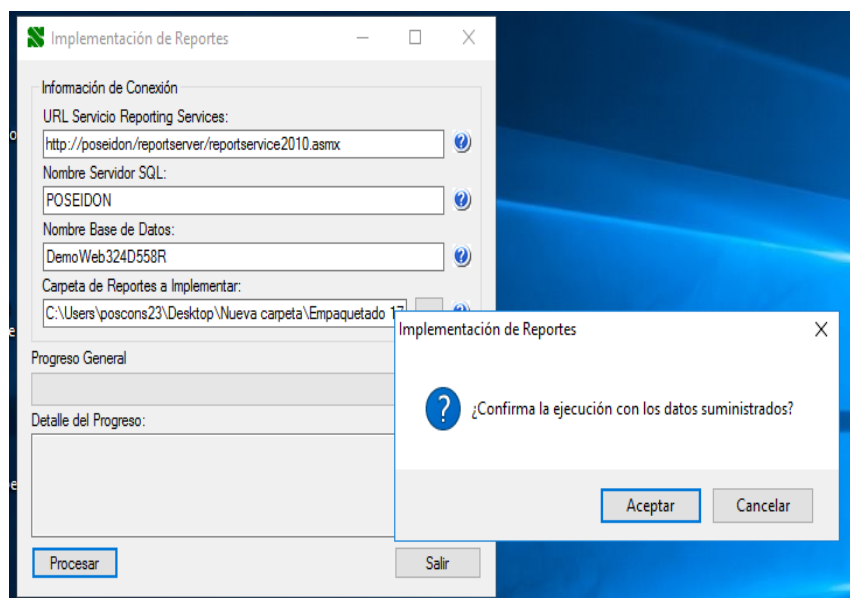 Implementación de Reportes
Información de Conexión
URL Servicio Reporting Services:
http://poseidon/reportserver/reportservice2010.asmx
Nombre Servidor SQL:
POSEIDON
Nombre Base de Datos:
DemoWeb324D558R
Carpeta de Reportes a Implementar:
C:\Users\poscons23\Desktop\Nueva carpeta\Empaquetado 17
Progreso General
Detalle del Progreso:
Procesar
Salir
Implementación de Reportes
¿Confirma la ejecución con los datos suministrados?
Aceptar
Cancelar